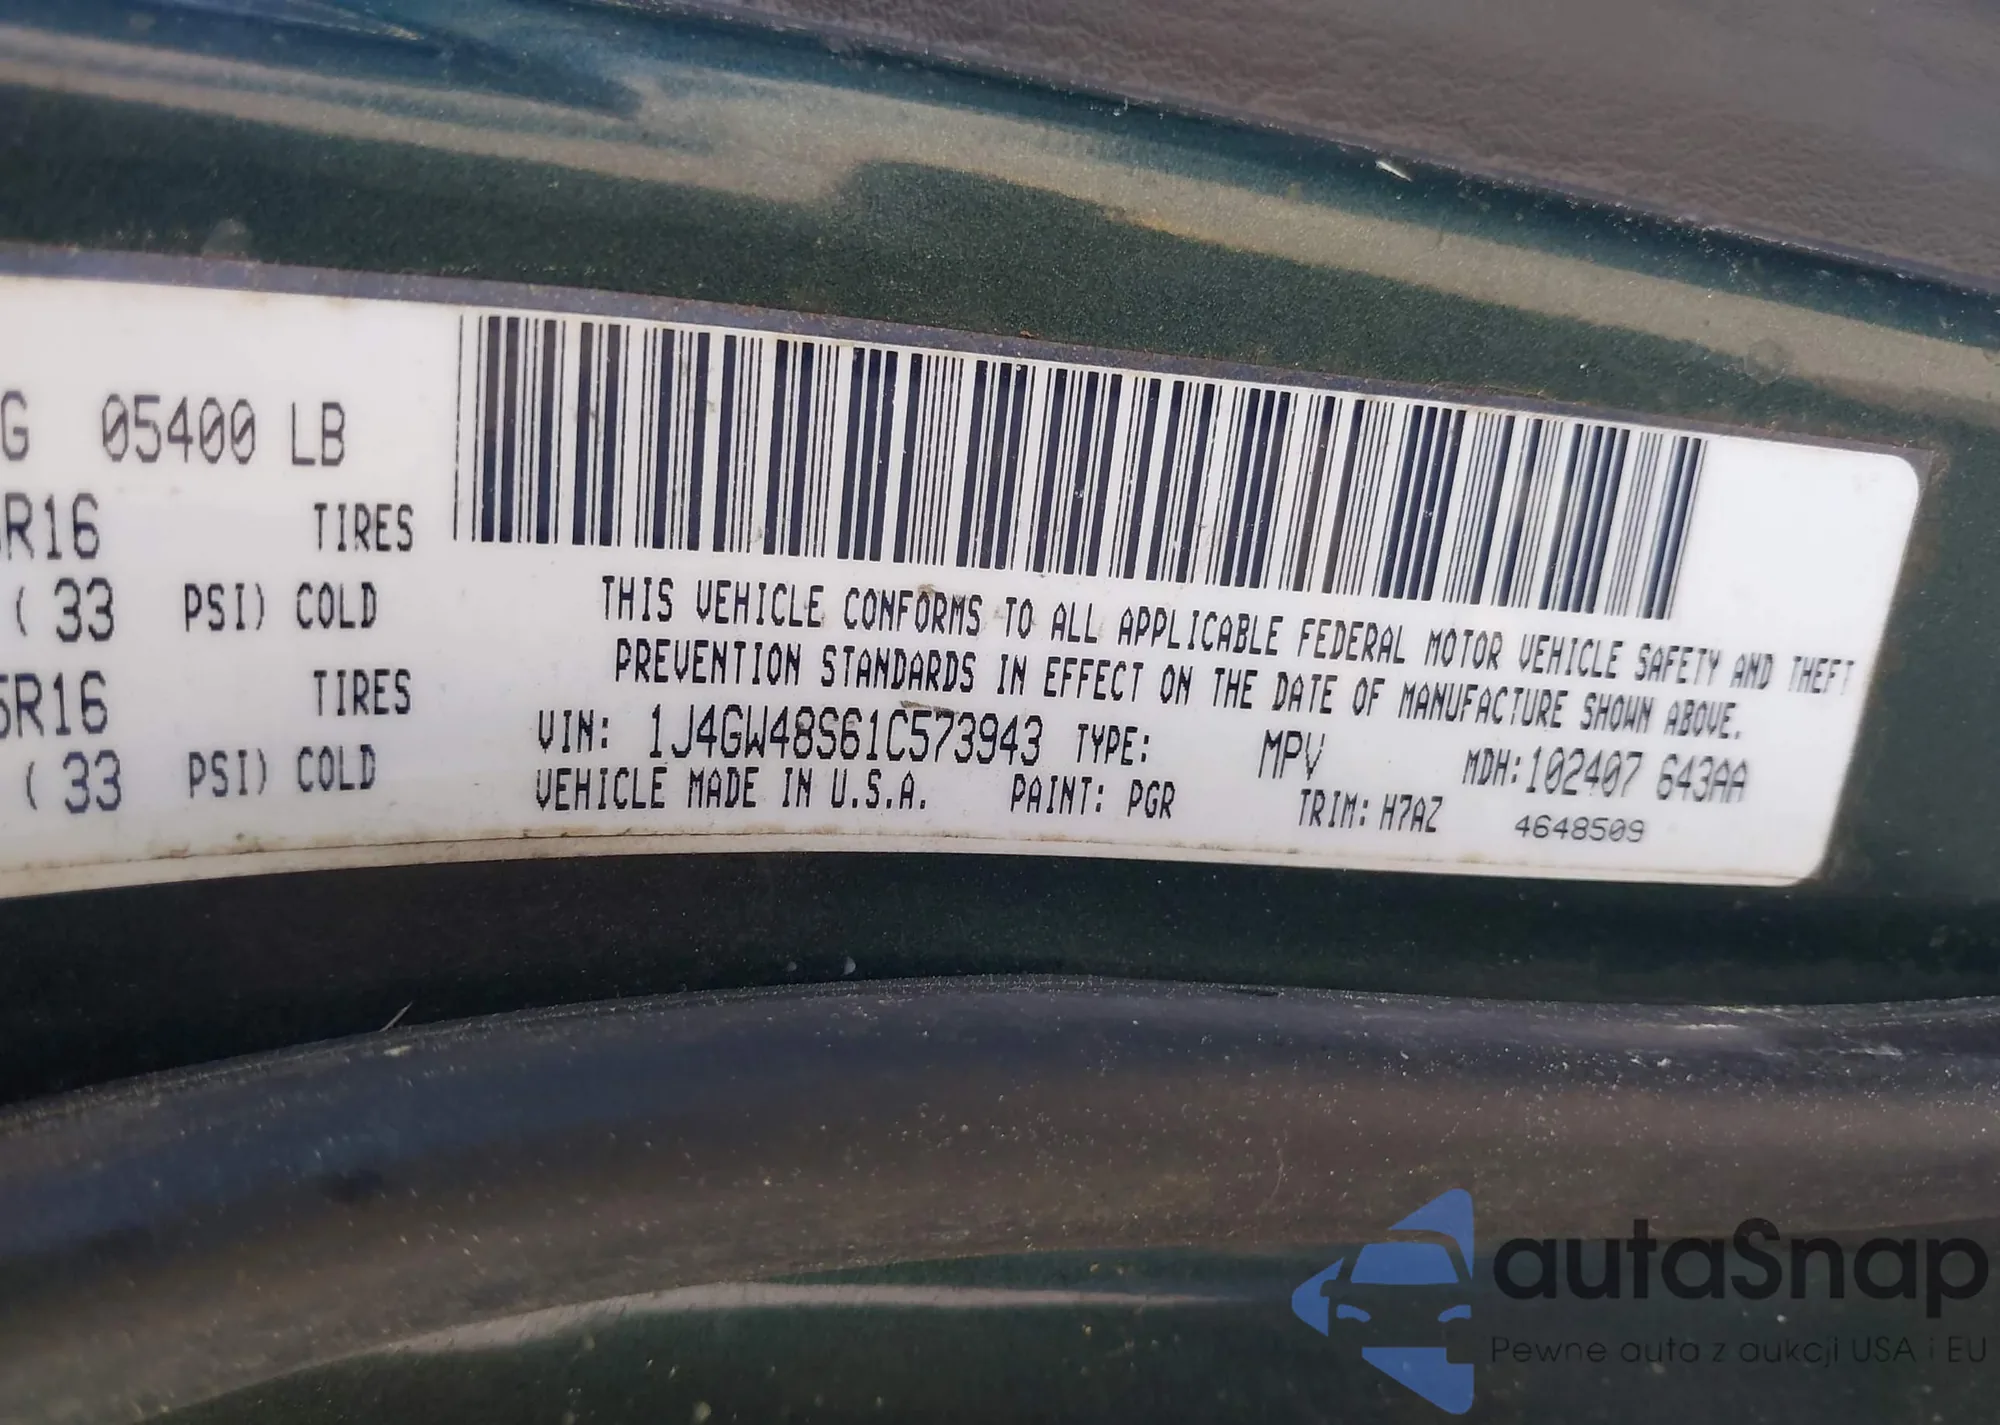 G 05400 LB
R16 TIRES
(33 PSI) COLD
5R16 TIRES
(33 PSI) COLD
THIS VEHICLE CONFORMS TO ALL APPLICABLE FEDERAL MOTOR VEHICLE SAFETY AND THEFT
PREVENTION STANDARDS IN EFFECT ON THE DATE OF MANUFACTURE SHOWN ABOVE.
VIN: 1J4GW48S61C573943 TYPE: MPV MDH:102407 643AA
VEHICLE MADE IN U.S.A. PAINT: PGR TRIM: H7AZ 4648509
autaSnap
Pewne auta z aukcji USA i EU